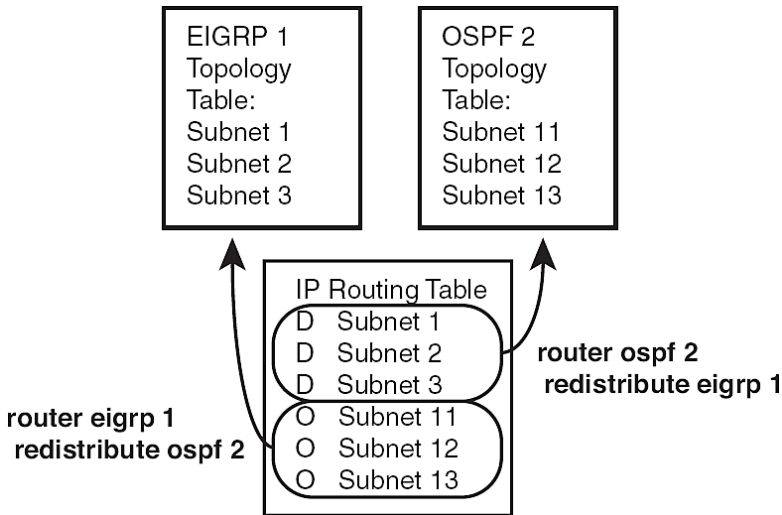 EIGRP 1
Topology
Table:
Subnet 1
Subnet 2
Subnet 3
OSPF 2
Topology
Table:
Subnet 11
Subnet 12
Subnet 13
IP Routing Table
D Subnet 1
D Subnet 2
D Subnet 3
O Subnet 11
O Subnet 12
O Subnet 13
router ospf 2
redistribute eigrp 1
router eigrp 1
redistribute ospf 2